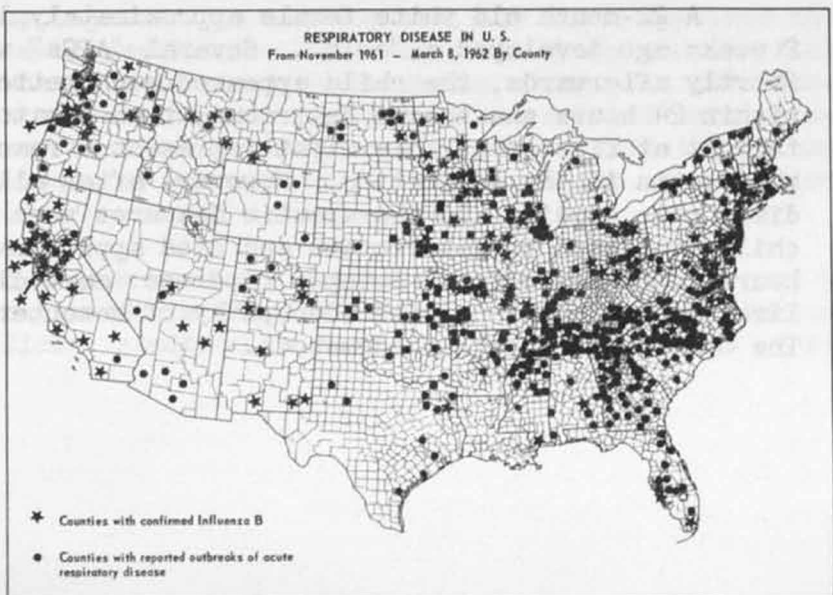 RESPIRATORY DISEASE IN U. S.
From November 1961 — March 8, 1962 By County
Counties with confirmed Influenza B
Counties with reported outbreaks of acute
respiratory disease